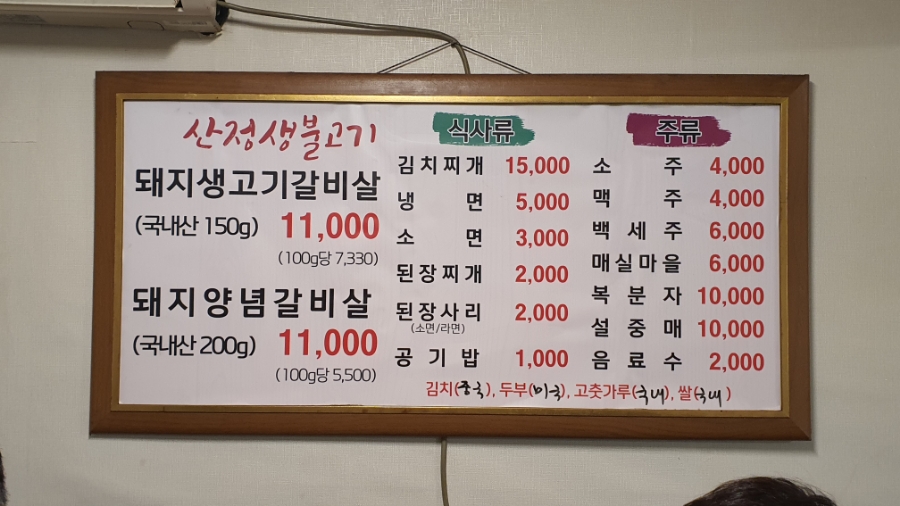 산정생불고기
돼지생고기갈비살
(국내산 150g) 11,000
(100g당 7,330)
돼지양념갈비살
(국내산 200g) 11,000
(100g당 5,500)
식사류
김치찌개 15,000
냉면 5,000
소면 3,000
된장찌개 2,000
된장사리 2,000
(소면/라면)
공기밥 1,000
주류
소주 4,000
맥주 4,000
백세주 6,000
매실마을 6,000
복분자 10,000
설중매 10,000
음료수 2,000
김치(중국), 두부(미국), 고춧가루(국내), 쌀(국내)